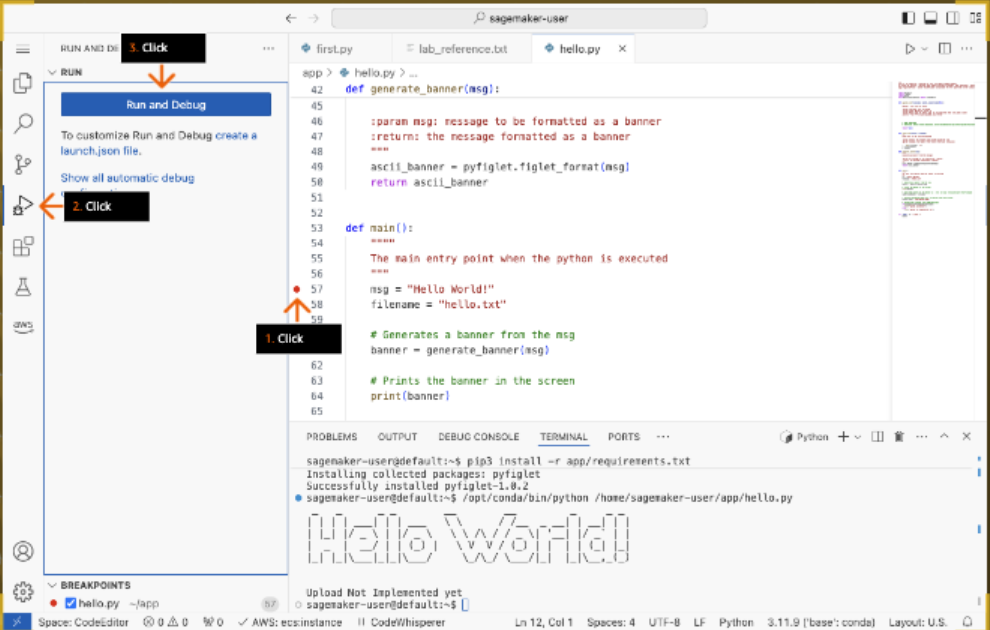 sagemaker-user
RUN AND DE
3. Click
first.py
lab_reference.txt
hello.py
RUN
app > hello.py > ...
Run and Debug
To customize Run and Debug create a
launch.json file.
Show all automatic debug
2. Click
42 def generate_banner(msg):
45
46 :param msg: message to be formatted as a banner
47 :return: the message formatted as a banner
48 """
49 ascii_banner = pyfiglet.figlet_format(msg)
50 return ascii_banner
51
52
53 def main():
54 """"
55 The main entry point when the python is executed
56 """
57 msg = "Hello World!"
58 filename = "hello.txt"
59
1. Click
# Generates a banner from the msg
banner = generate_banner(msg)
62
63 # Prints the banner in the screen
64 print(banner)
65
aws
PROBLEMS OUTPUT DEBUG CONSOLE TERMINAL PORTS ...
Python
sagemaker-user@default:~$ pip3 install -r app/requirements.txt
Installing collected packages: pyfiglet
Successfully installed pyfiglet-1.0.2
sagemaker-user@default:~$ /opt/conda/bin/python /home/sagemaker-user/app/hello.py
Hello World!
Upload Not Implemented yet
sagemaker-user@default:~$
BREAKPOINTS
hello.py ~/app 57
Space: CodeEditor 0 0 0 AWS: ecs:instance CodeWhisperer Ln 12, Col 1 Spaces: 4 UTF-8 LF Python 3.11.9 ('base': conda) Layout: U.S.